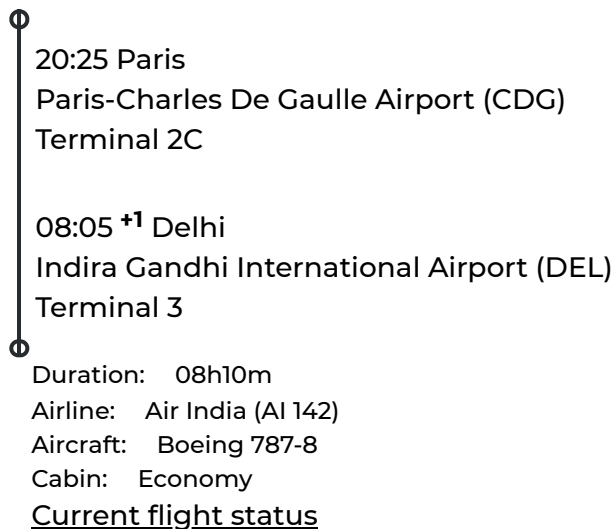 20:25 Paris
Paris-Charles De Gaulle Airport (CDG)
Terminal 2C
08:05 +1 Delhi
Indira Gandhi International Airport (DEL)
Terminal 3
Duration: 08h10m
Airline: Air India (AI 142)
Aircraft: Boeing 787-8
Cabin: Economy
Current flight status